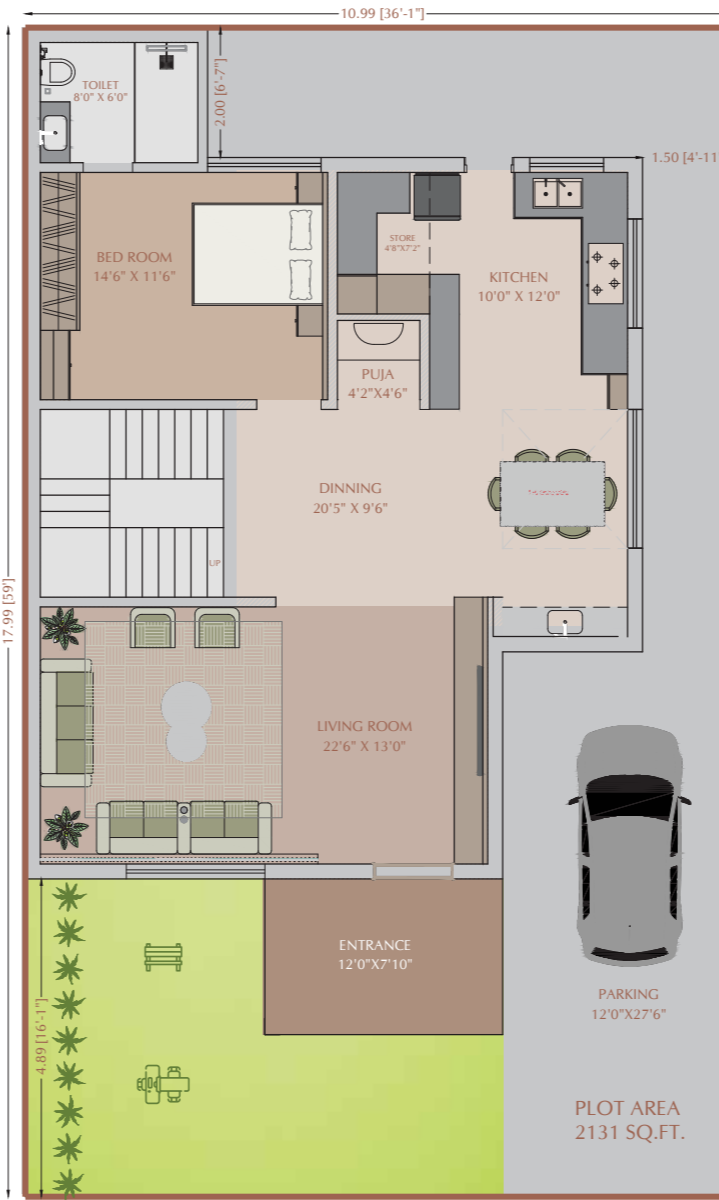 10.99 [36'-1"]
TOILET
8'0" X 6'0"
2.00 [6'-7"]
1.50 [4'-11
BED ROOM
14'6" X 11'6"
STORE
4'8"X7'2"
KITCHEN
10'0" X 12'0"
PUJA
4'2"X4'6"
DINNING
20'5" X 9'6"
UP
17.99 [59']
LIVING ROOM
22'6" X 13'0"
ENTRANCE
12'0"X7'10"
4.89 [16'-1"]
PARKING
12'0"X27'6"
PLOT AREA
2131 SQ.FT.